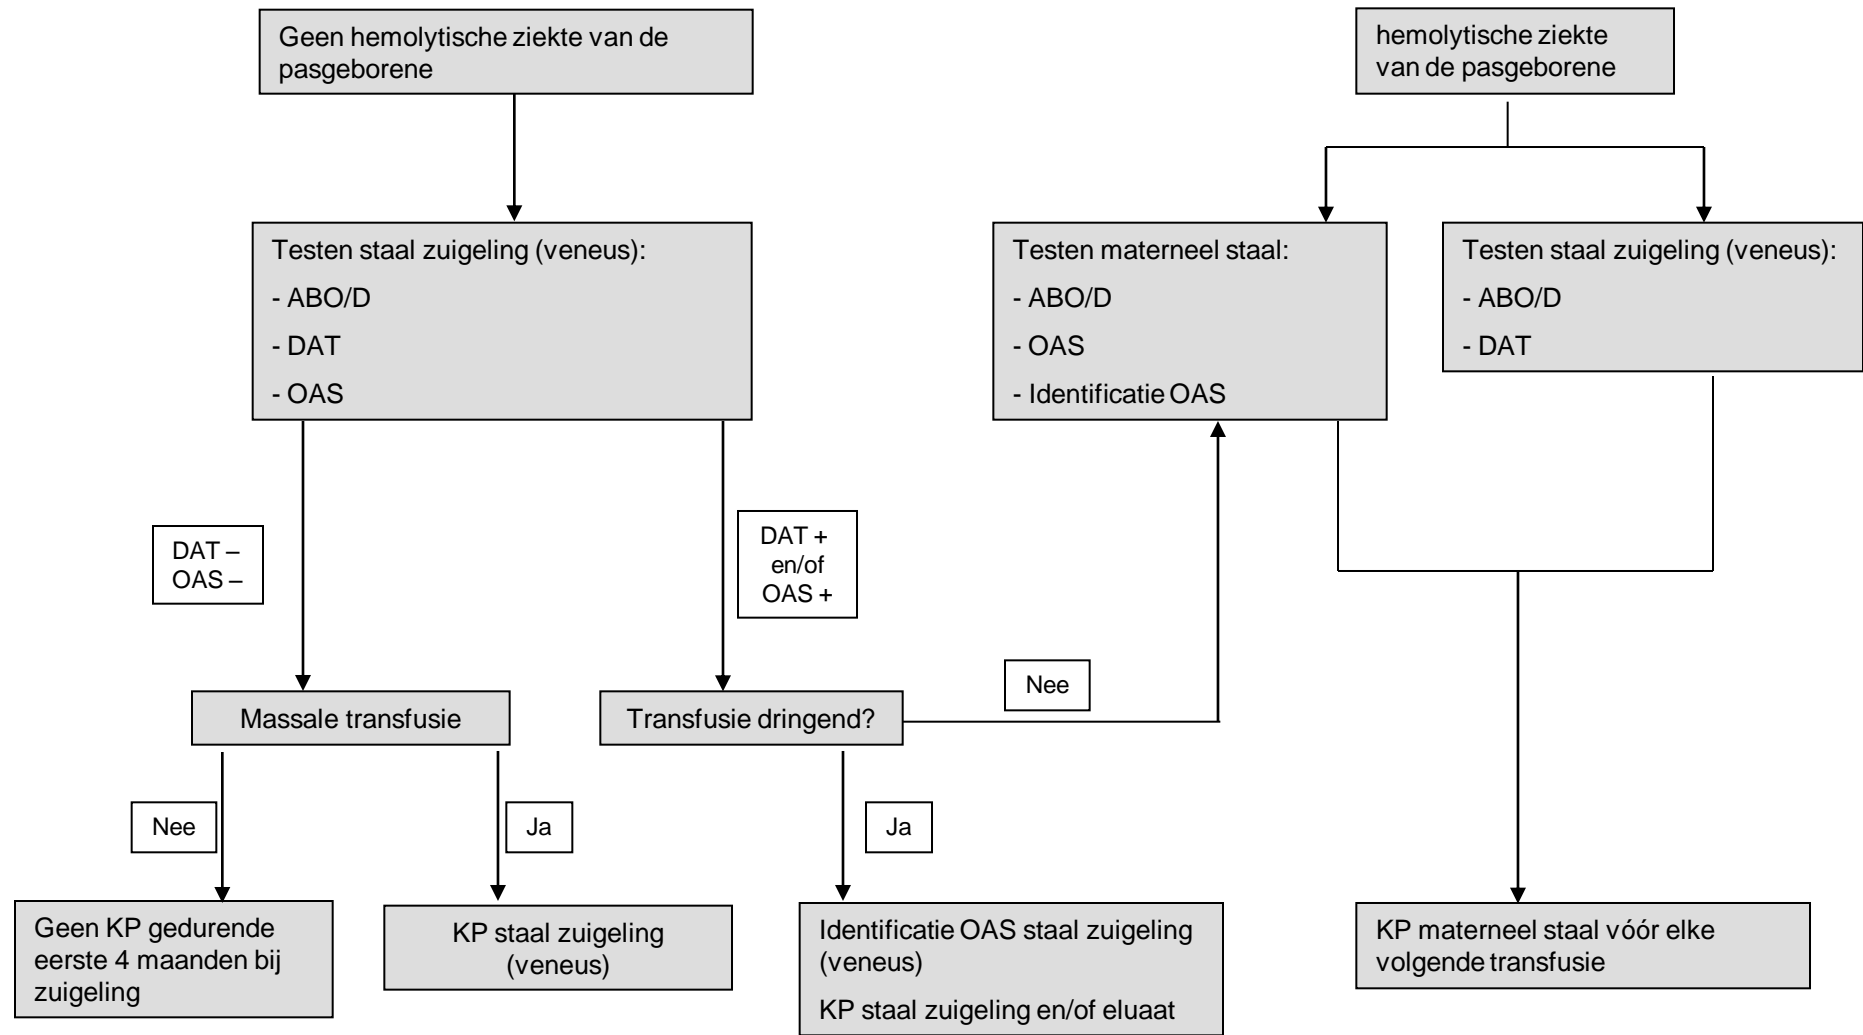 Geen hemolytische ziekte van de
pasgeborene
hemolytische ziekte
van de pasgeborene
Testen staal zuigeling (veneus):
- ABO/D
- DAT
- OAS
Testen materneel staal:
- ABO/D
- OAS
- Identificatie OAS
Testen staal zuigeling (veneus):
- ABO/D
- DAT
DAT –
OAS –
DAT +
en/of
OAS +
Massale transfusie
Transfusie dringend?
Nee
Nee
Ja
Ja
Geen KP gedurende
eerste 4 maanden bij
zuigeling
KP staal zuigeling
(veneus)
Identificatie OAS staal zuigeling
(veneus)
KP staal zuigeling en/of eluaat
KP materneel staal vóór elke
volgende transfusie